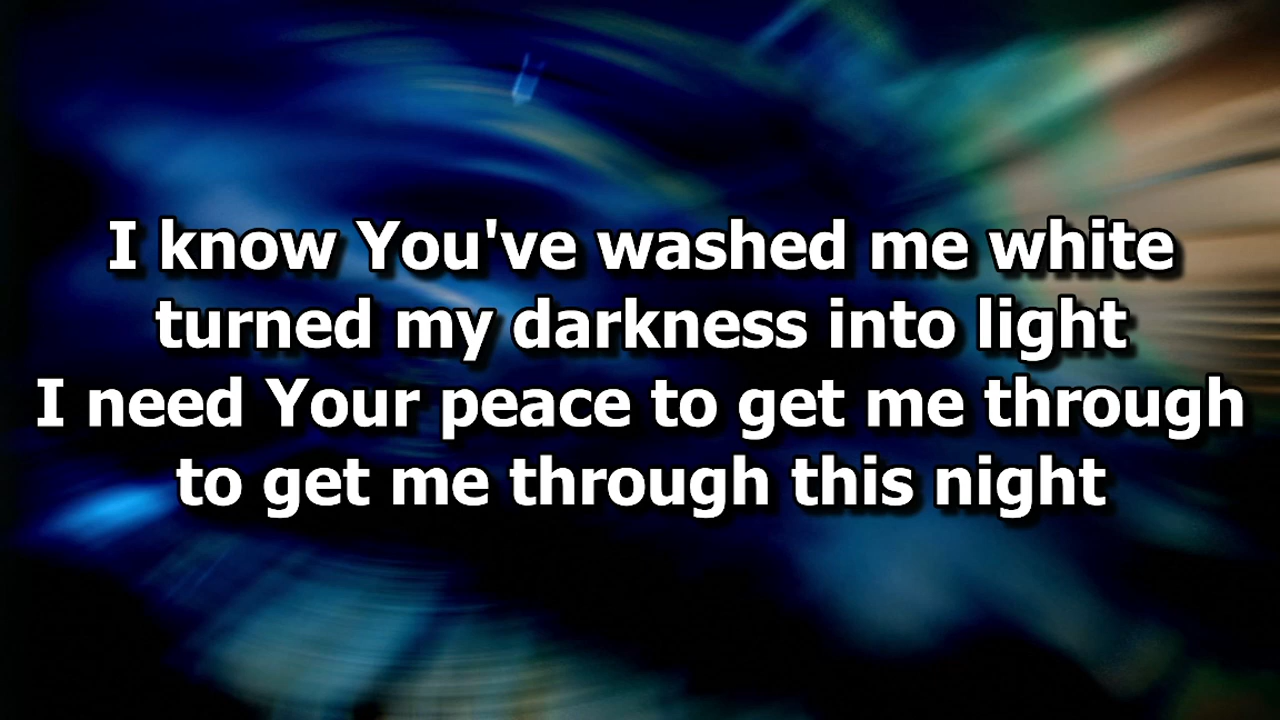 I know You've washed me white
turned my darkness into light
I need Your peace to get me through
to get me through this night